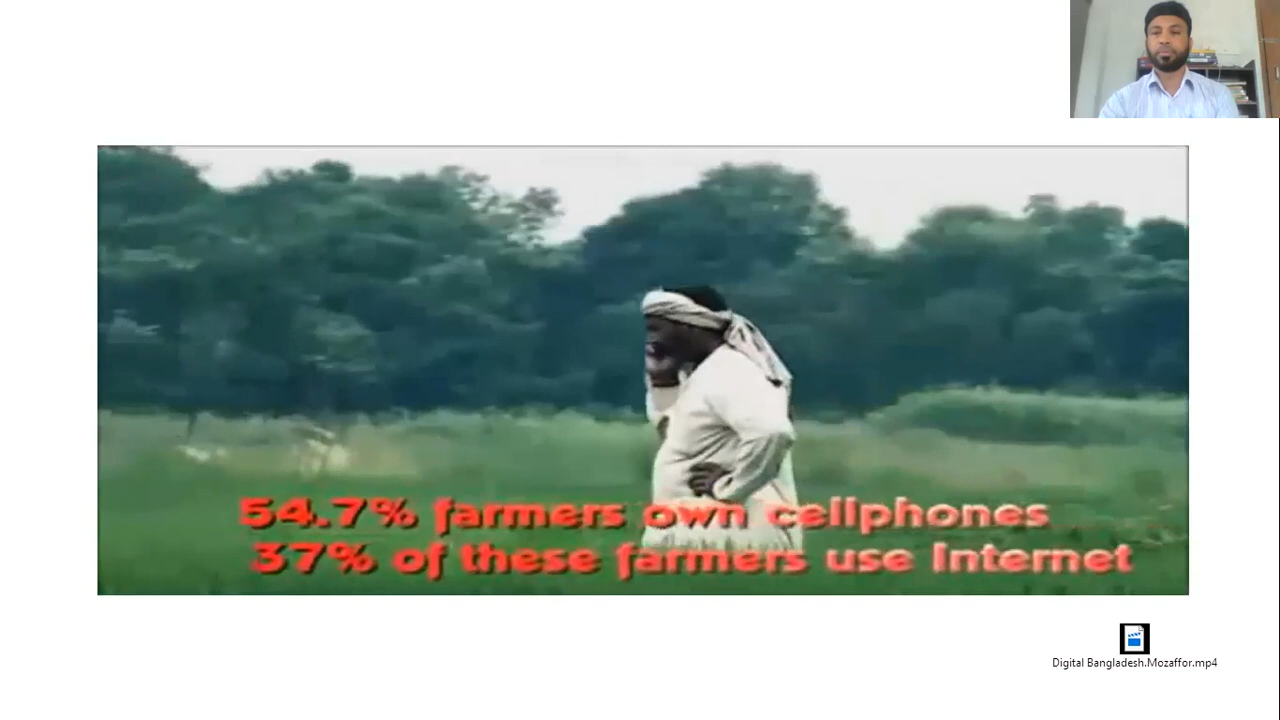 54.7% farmers own cellphones
37% of these farmers use Internet
Digital Bangladesh.Mozaffor.mp4